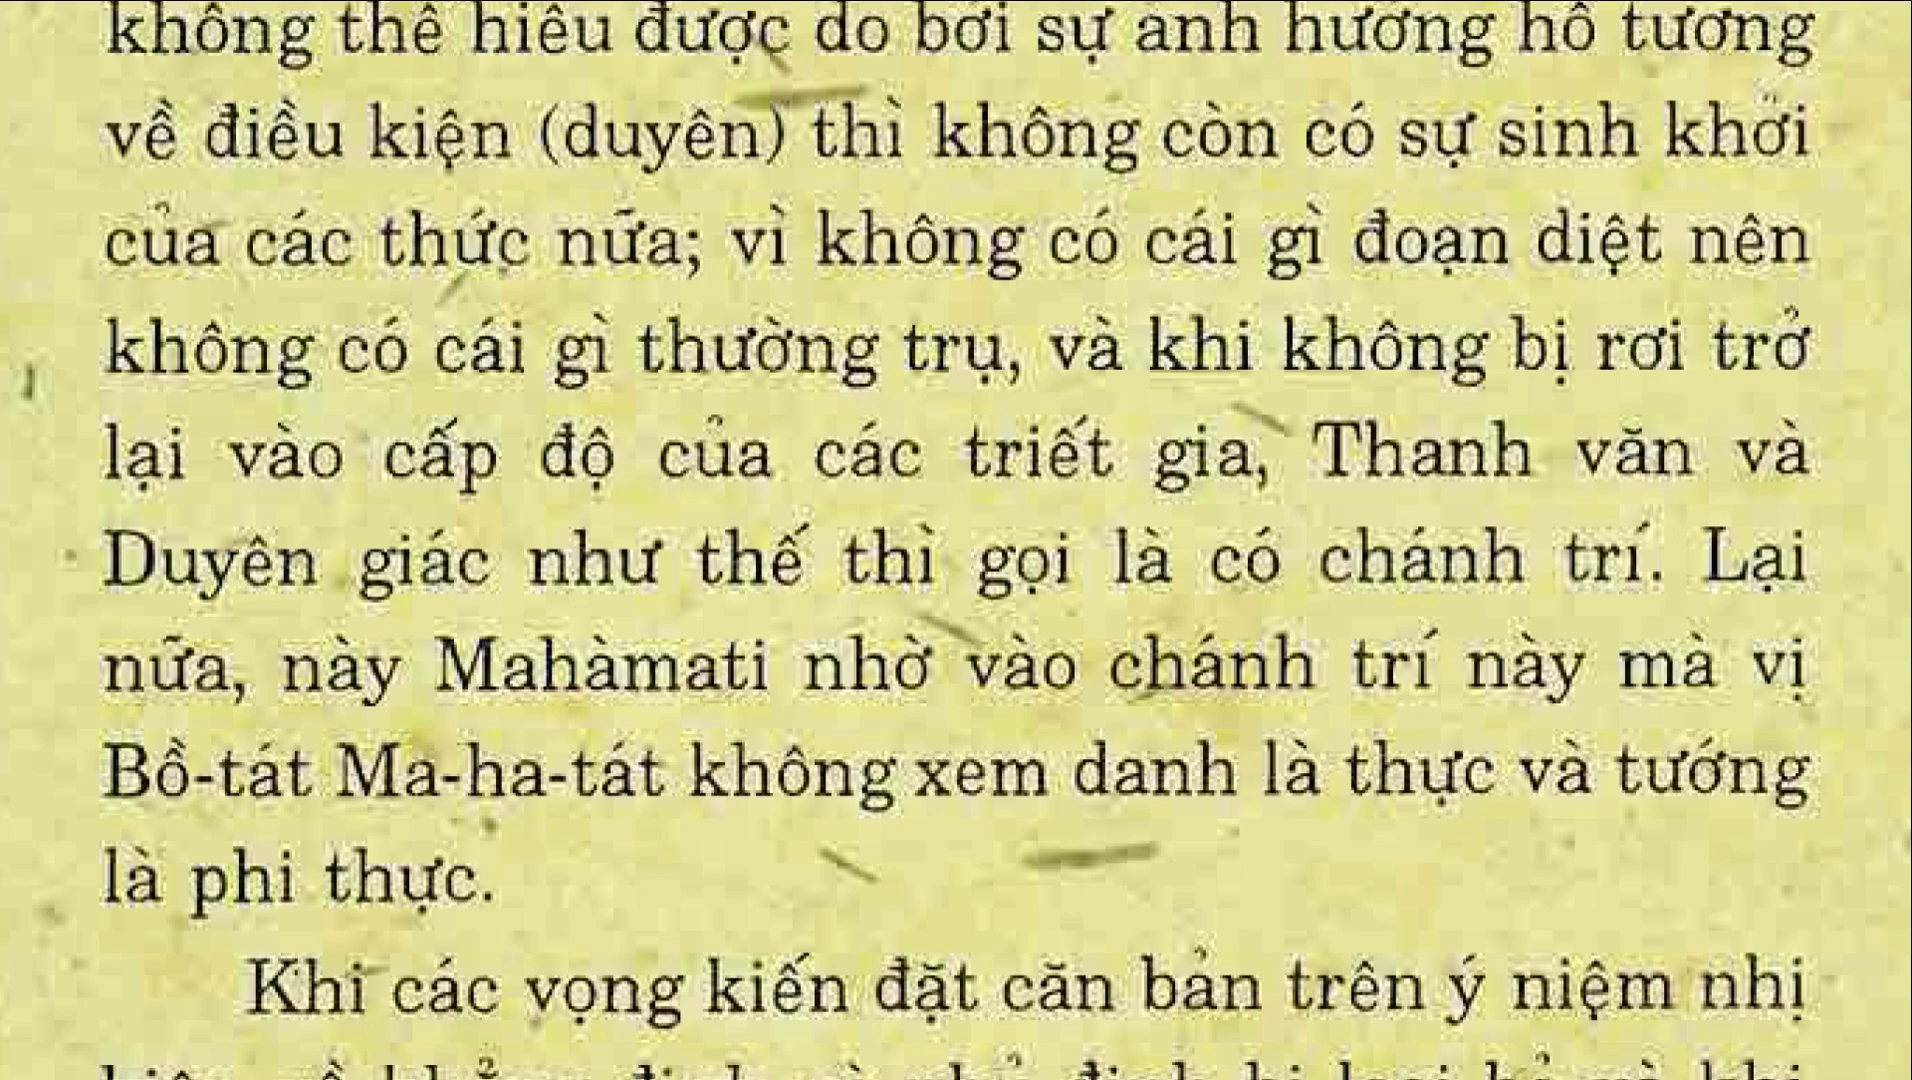 không thể hiểu được do bởi sự ảnh hưởng hỗ tương
về điều kiện (duyên) thì không còn có sự sinh khởi
của các thức nữa; vì không có cái gì đoạn diệt nên
không có cái gì thường trụ, và khi không bị rơi trở
lại vào cấp độ của các triết gia, Thanh văn và
Duyên giác như thế thì gọi là có chánh trí. Lại
nữa, này Mahàmati nhờ vào chánh trí này mà vị
Bồ-tát Ma-ha-tát không xem danh là thực và tướng
là phi thực.
Khi các vọng kiến đặt căn bản trên ý niệm nhị